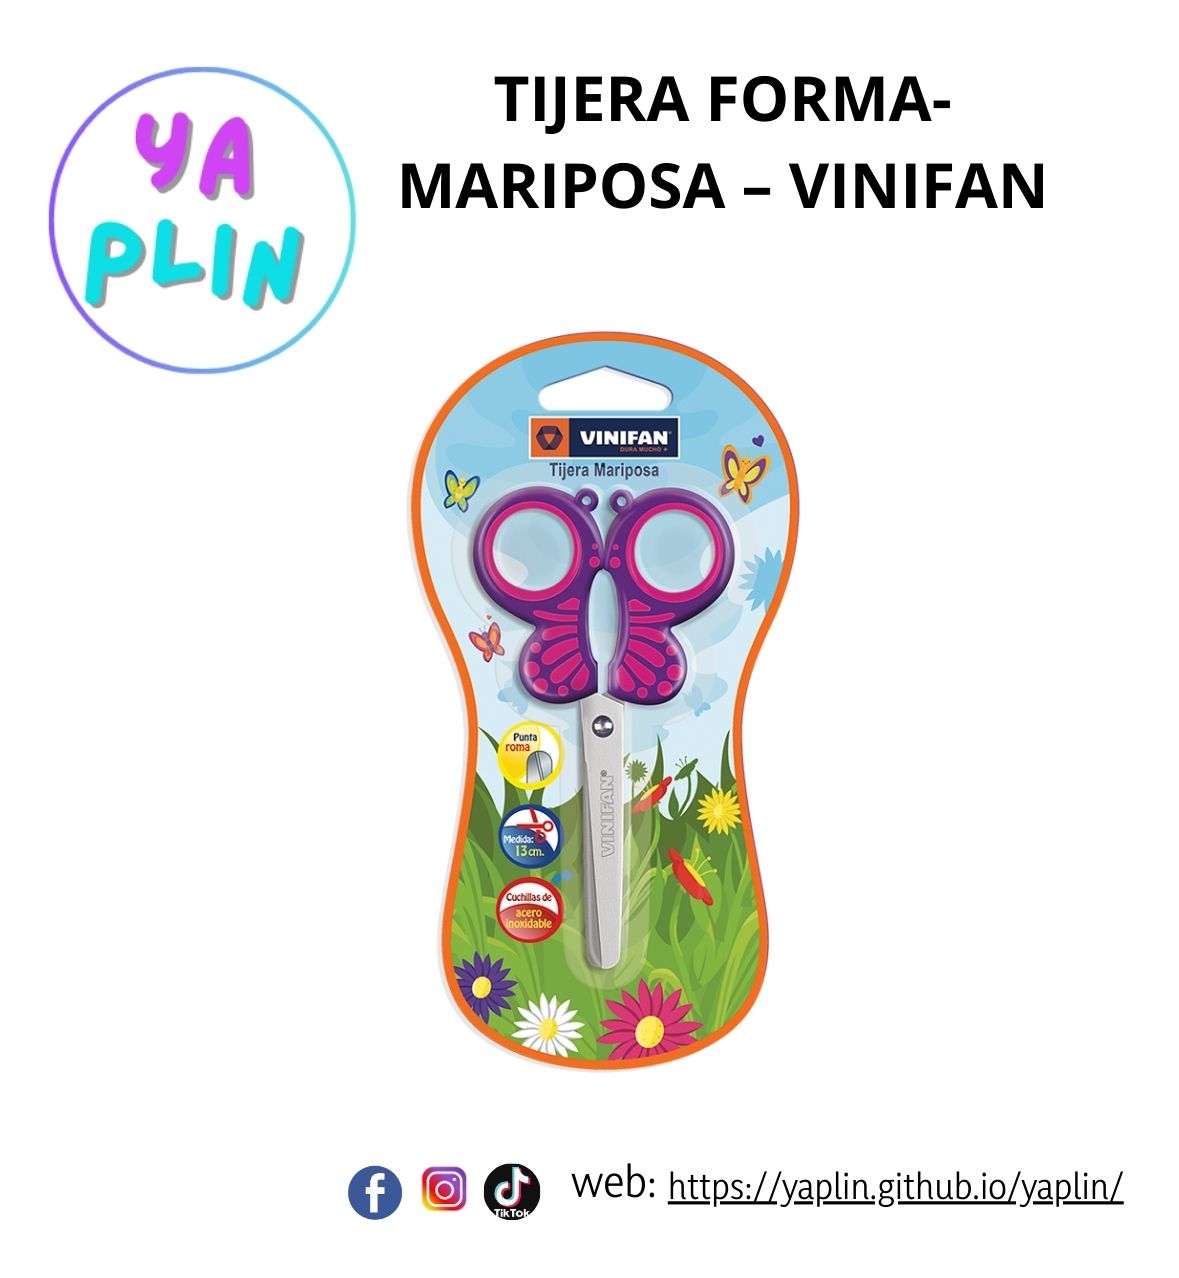 YA
PLIN
TIJERA FORMA-
MARIPOSA – VINIFAN
VINIFAN
DURA MUCHO +
Tijera Mariposa
Punta
roma
Medida:
13 cm.
Cuchillas de
acero
inoxidable
VINIFAN®
TikTok
web: https://yaplin.github.io/yaplin/